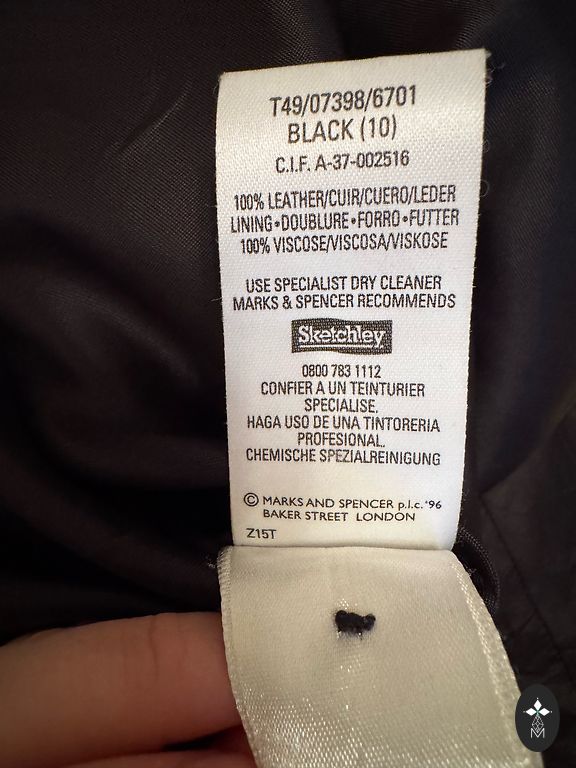 T49/07398/6701
BLACK (10)
C.I.F. A-37-002516
100% LEATHER/CUIR/CUERO/LEDER
LINING•DOUBLURE•FORRO•FUTTER
100% VISCOSE/VISCOSA/VISKOSE
USE SPECIALIST DRY CLEANER
MARKS & SPENCER RECOMMENDS
Sketchley
0800 783 1112
CONFIER A UN TEINTURIER
SPECIALISE.
HAGA USO DE UNA TINTORERIA
PROFESIONAL.
CHEMISCHE SPEZIALREINIGUNG
© MARKS AND SPENCER p.l.c. '96
BAKER STREET LONDON
Z15T
M